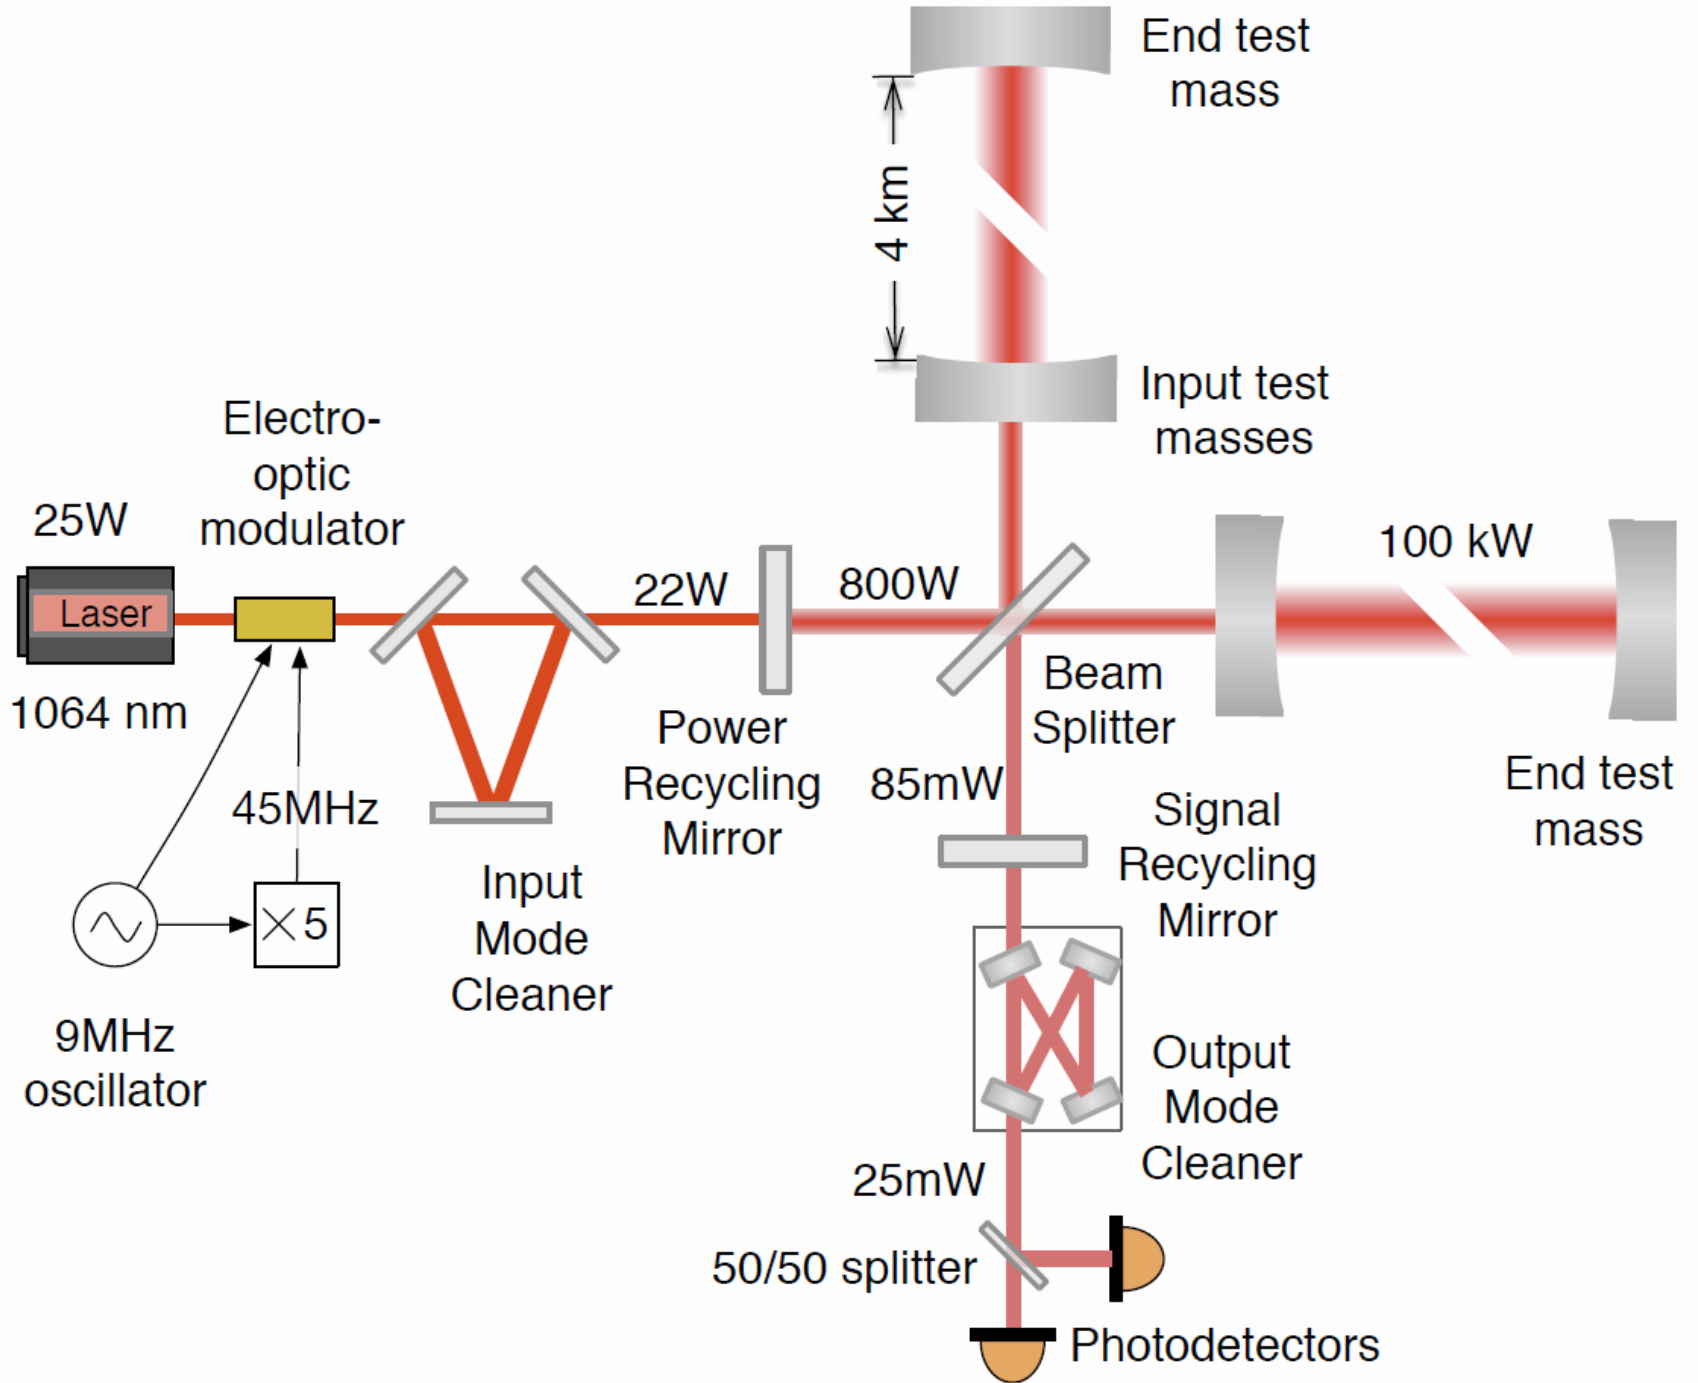 End test
mass
4 km
Input test
masses
Electro-
optic
modulator
25W
Laser
1064 nm
22W
800W
100 kW
Beam
Splitter
Power
Recycling
Mirror
End test
mass
85mW
45MHz
Signal
Recycling
Mirror
×5
Input
Mode
Cleaner
9MHz
oscillator
Output
Mode
Cleaner
25mW
50/50 splitter
Photodetectors